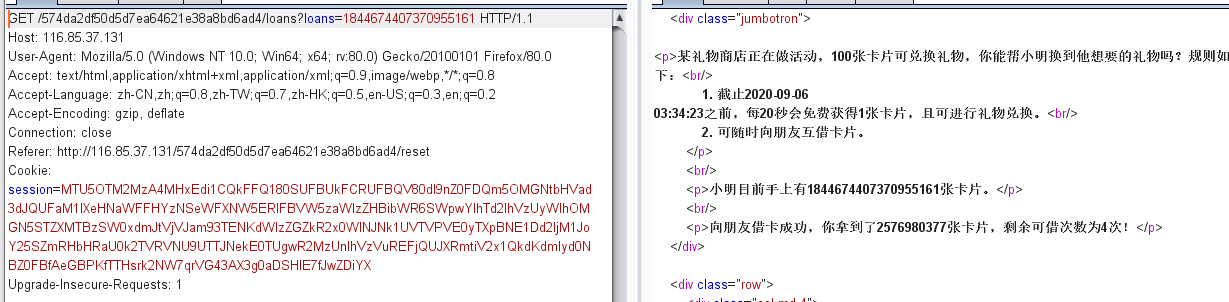 GET /574da2df50d5d7ea64621e38a8bd6ad4/loans?loans=1844674407370955161 HTTP/1.1
Host: 116.85.37.131
User-Agent: Mozilla/5.0 (Windows NT 10.0; Win64; x64; rv:80.0) Gecko/20100101 Firefox/80.0
Accept: text/html,application/xhtml+xml,application/xml;q=0.9,image/webp,*/*;q=0.8
Accept-Language: zh-CN,zh;q=0.8,zh-TW;q=0.7,zh-HK;q=0.5,en-US;q=0.3,en;q=0.2
Accept-Encoding: gzip, deflate
Connection: close
Referer: http://116.85.37.131/574da2df50d5d7ea64621e38a8bd6ad4/reset
Cookie:
Upgrade-Insecure-Requests: 1
<div class="jumbotron">
<p>某礼物商店正在做活动，100张卡片可兑换礼物，你能帮小明换到他想要的礼物吗？规则如
下：<br/>
1. 截止2020-09-06
03:34:23之前，每20秒会免费获得1张卡片，且可进行礼物兑换。<br/>
2. 可随时向朋友互借卡片。
</p>
<br/>
<p>小明目前手上有1844674407370955161张卡片。</p>
<br/>
<p>向朋友借卡成功，你拿到了2576980377张卡片，剩余可借次数为4次！</p>
</div>
<div class="row">